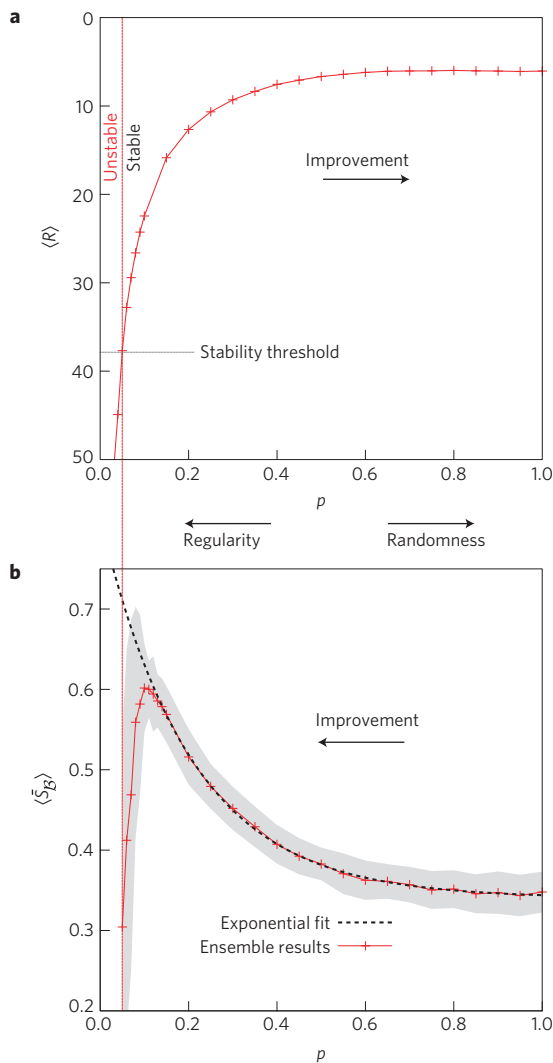 a
0
10
20
30
40
50
⟨R⟩
Unstable
Stable
Improvement
Stability threshold
0.0 0.2 0.4 0.6 0.8 1.0
p
Regularity Randomness
b
0.7
0.6
0.5
0.4
0.3
0.2
⟨S̄ℬ⟩
Improvement
Exponential fit
Ensemble results
0.0 0.2 0.4 0.6 0.8 1.0
p